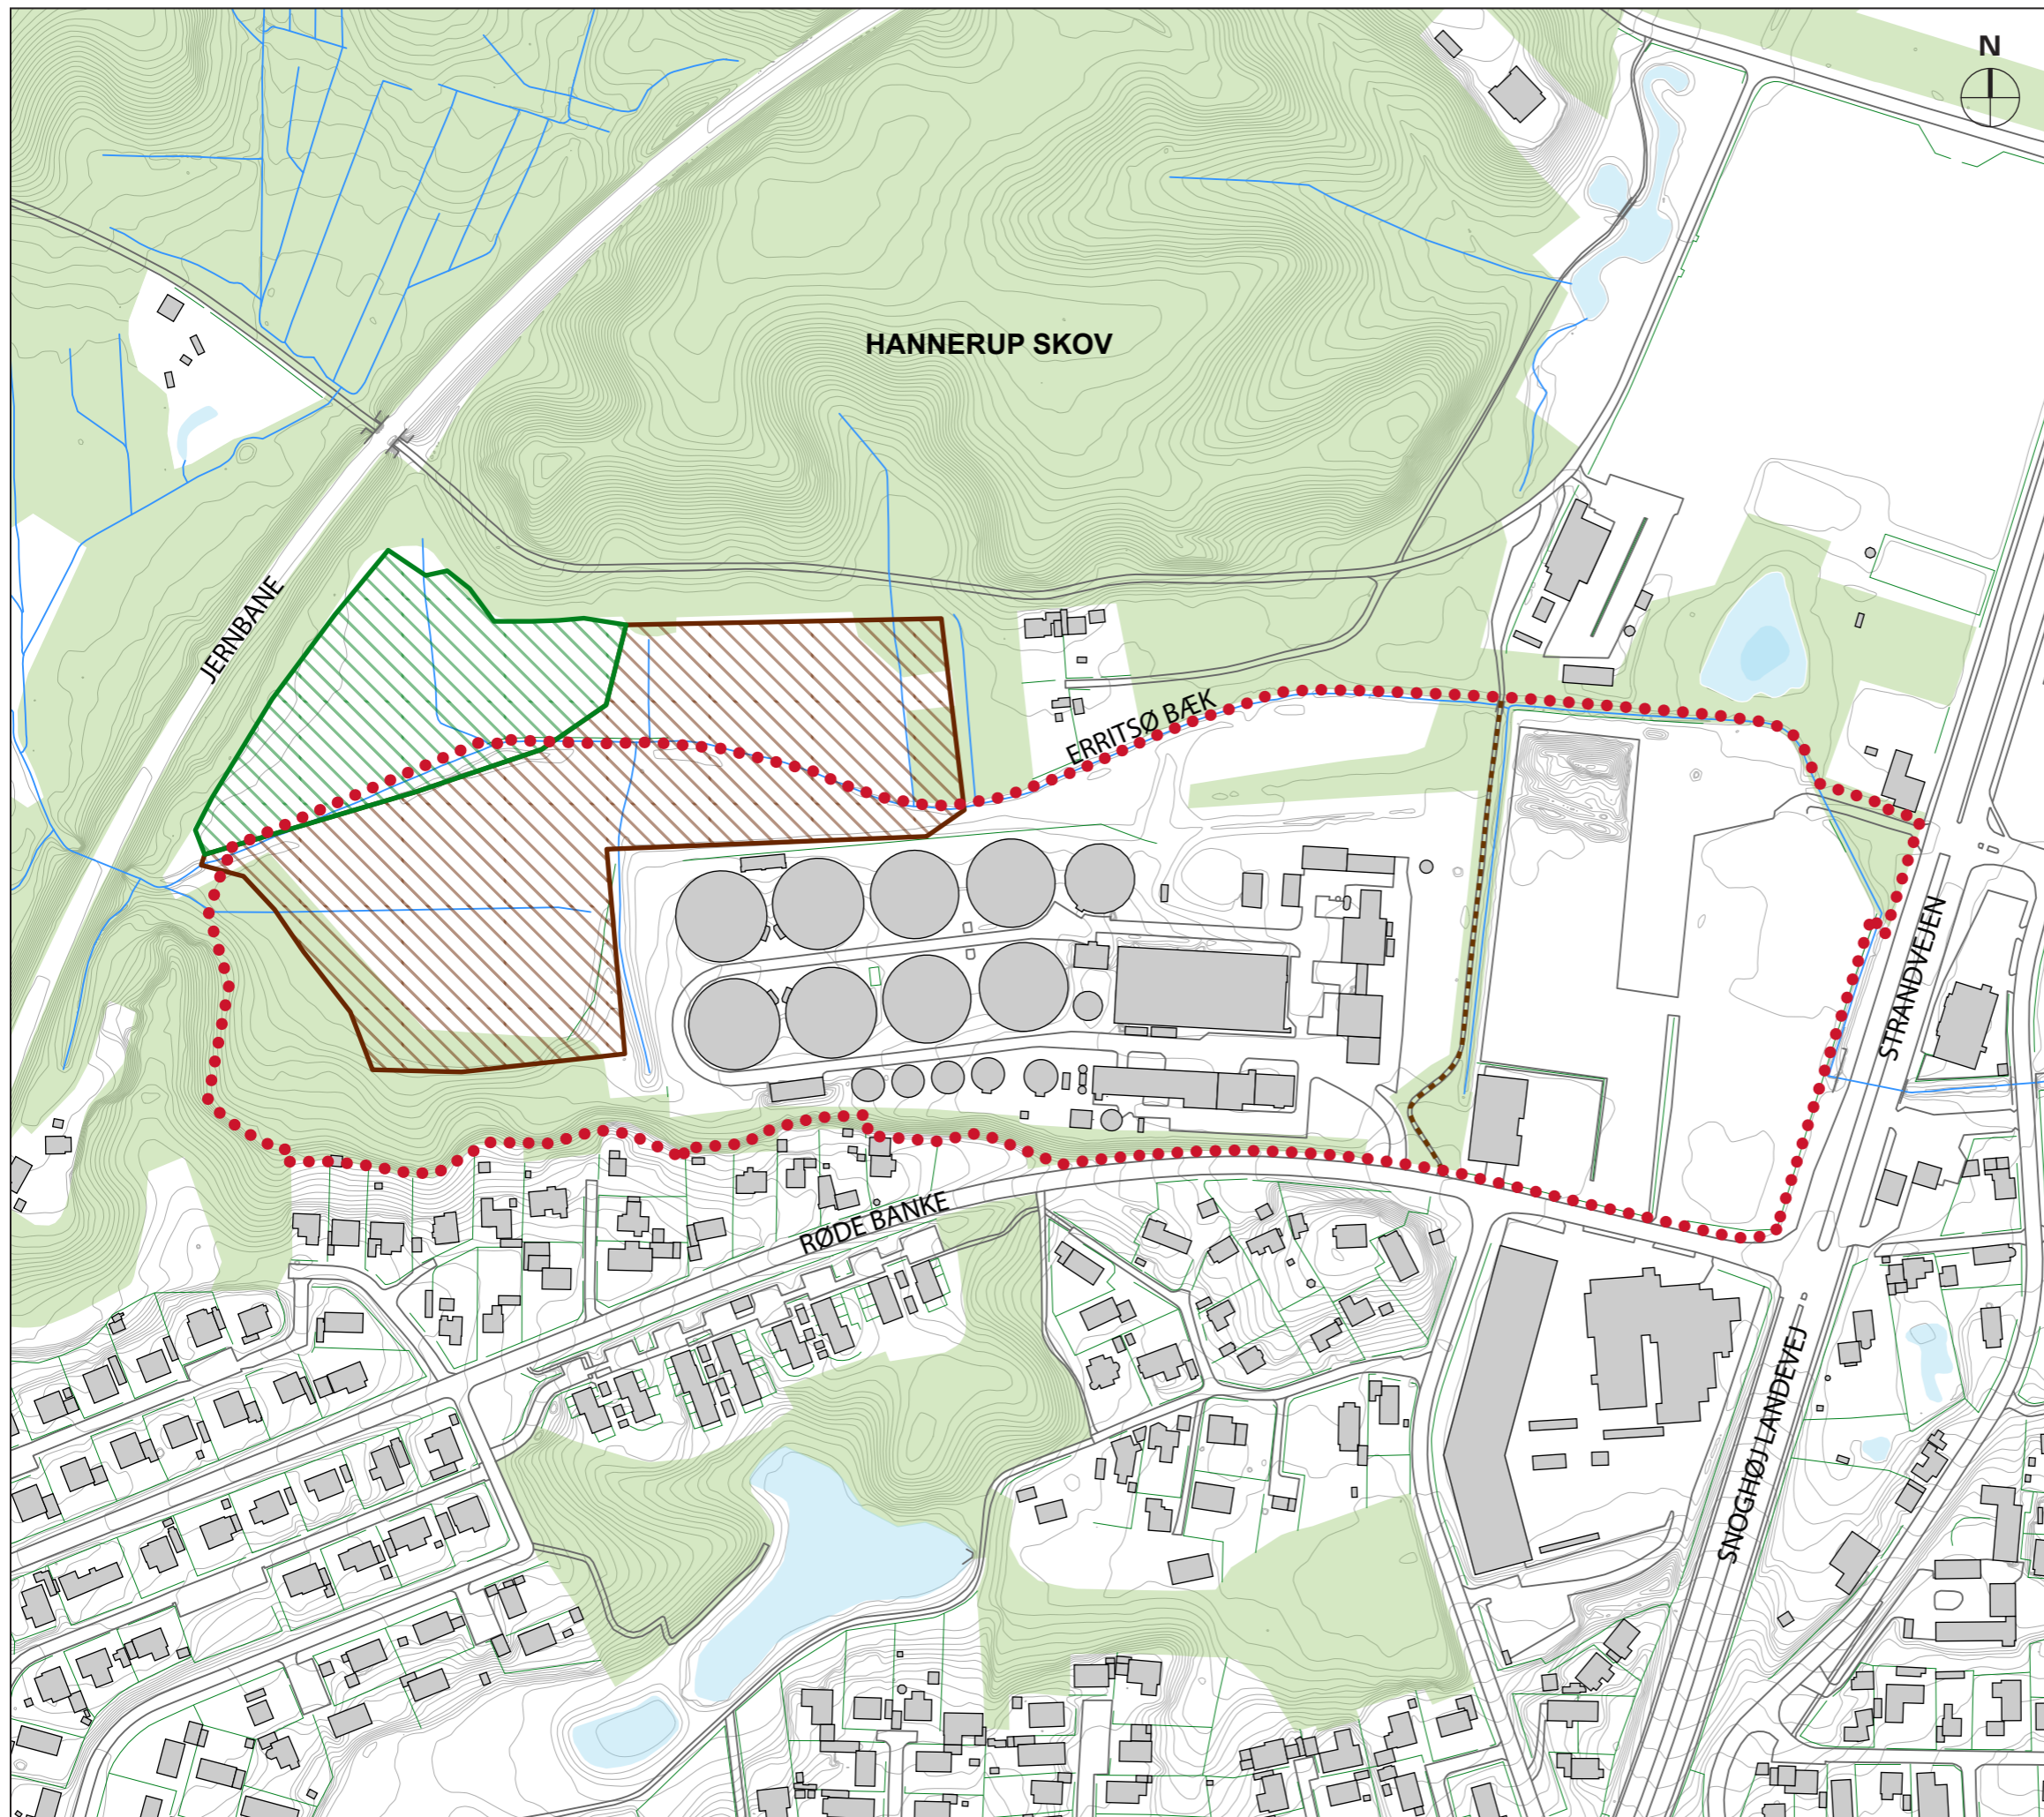 N
HANNERUP SKOV
JERNBANE
ERRITSØ BÆK
STRANDVEJEN
RØDE BANKE
SNOGHØJ LANDEVEJ